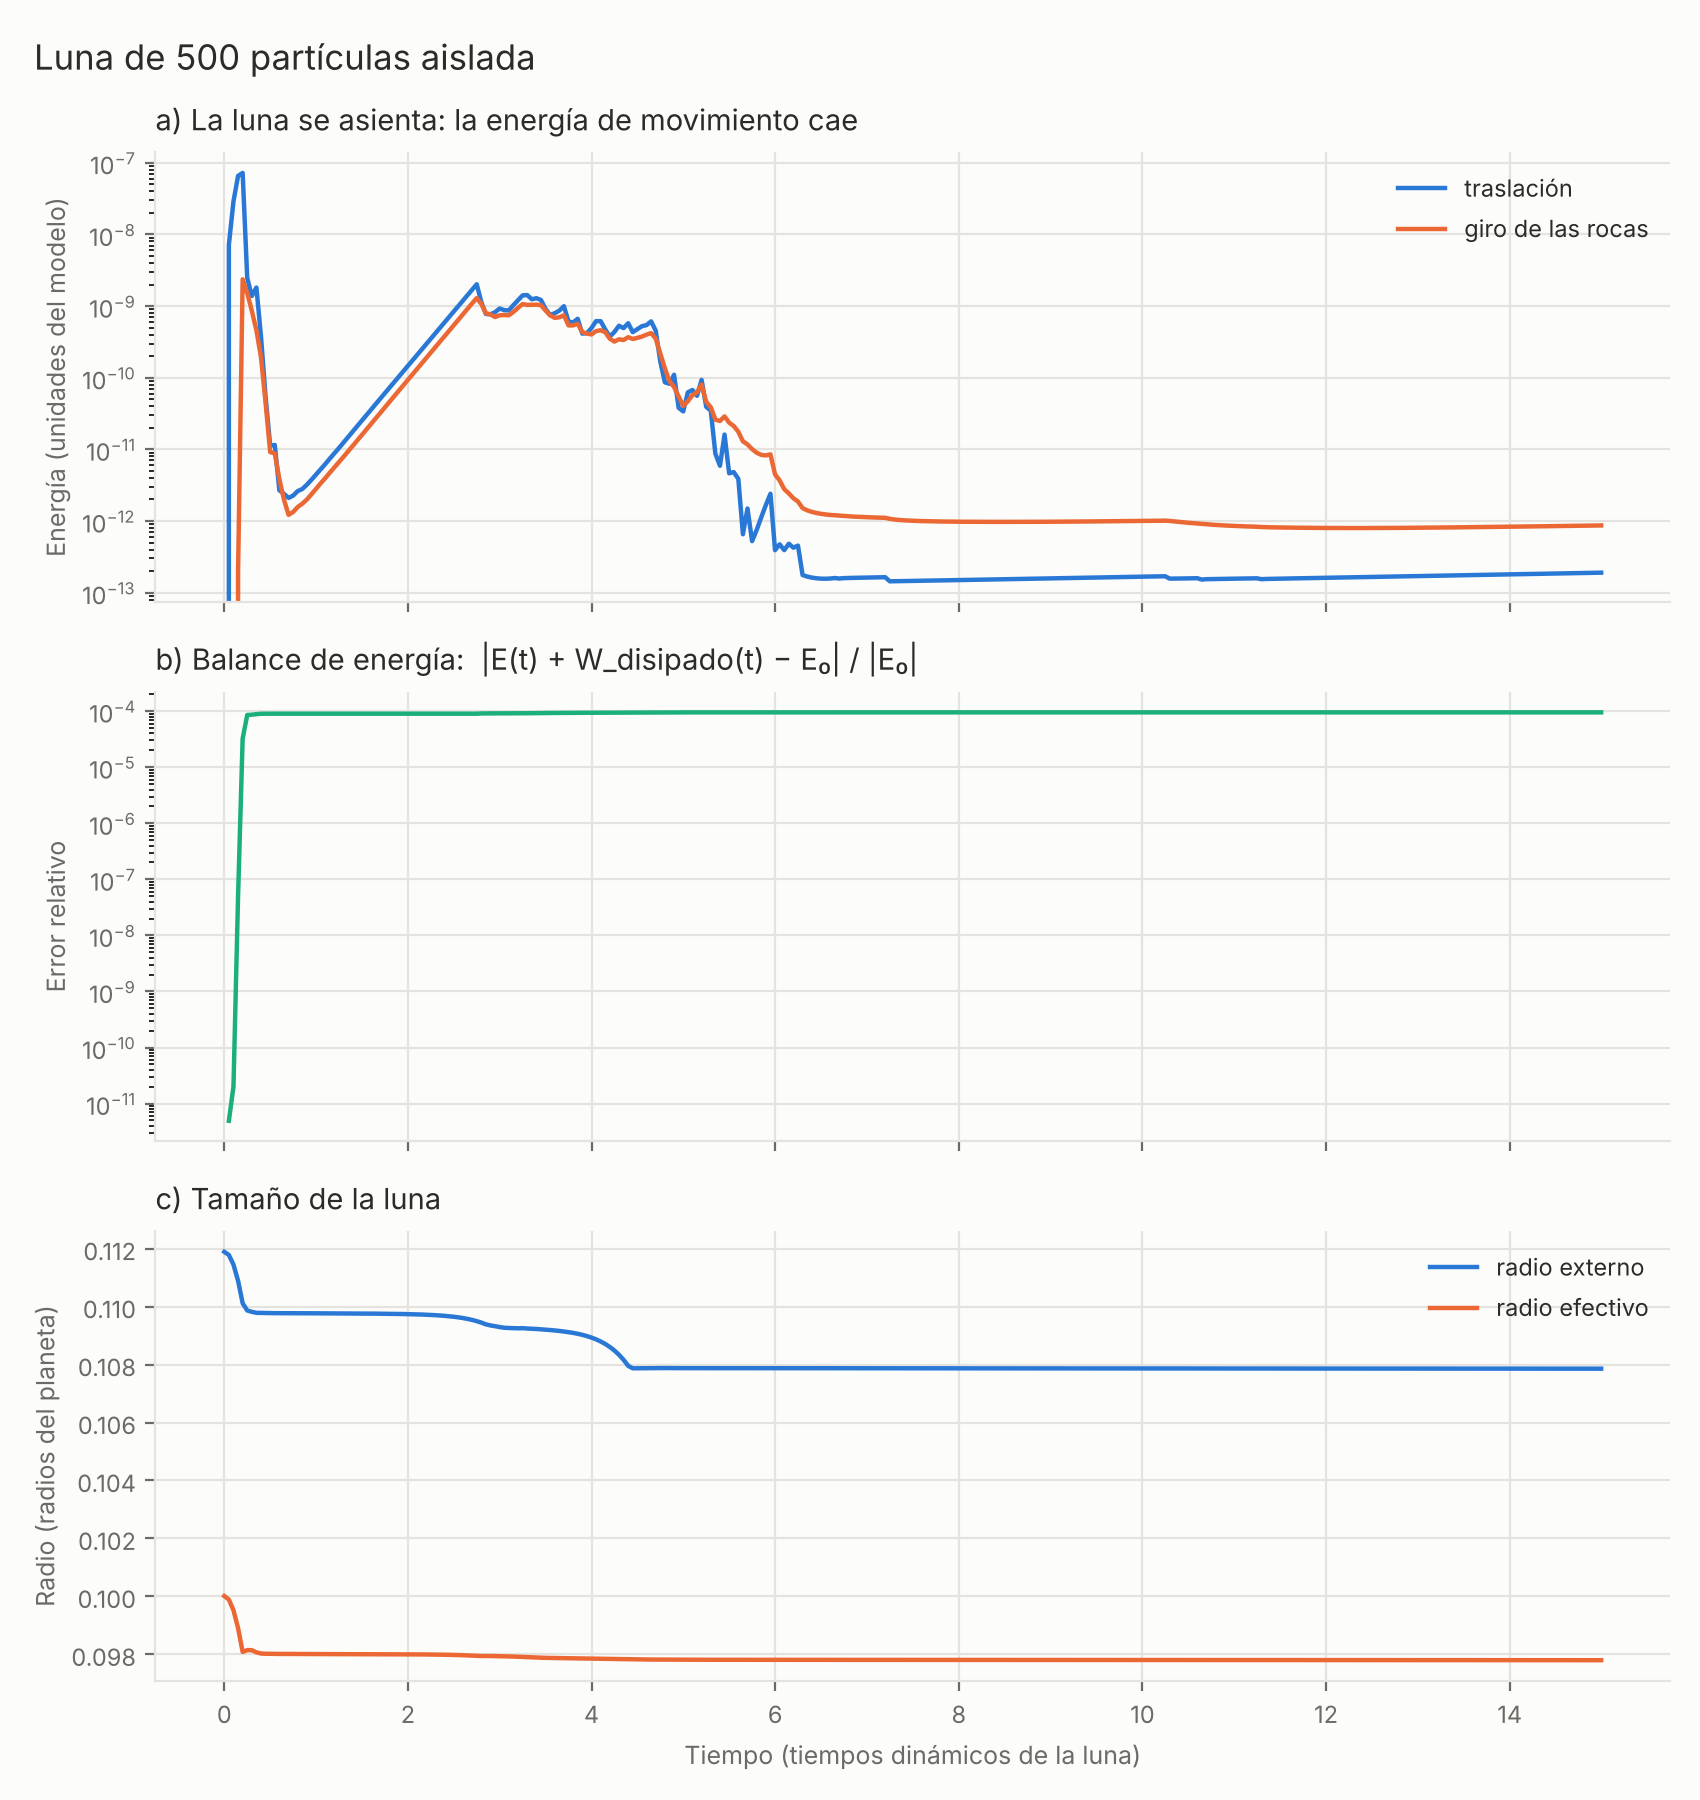 Luna de 500 partículas aislada
a) La luna se asienta: la energía de movimiento cae
Energía (unidades del modelo)
10⁻⁷
10⁻⁸
10⁻⁹
10⁻¹⁰
10⁻¹¹
10⁻¹²
10⁻¹³
traslación
giro de las rocas
b) Balance de energía: |E(t) + W_disipado(t) − E₀| / |E₀|
Error relativo
10⁻⁴
10⁻⁵
10⁻⁶
10⁻⁷
10⁻⁸
10⁻⁹
10⁻¹⁰
10⁻¹¹
c) Tamaño de la luna
Radio (radios del planeta)
0.112
0.110
0.108
0.106
0.104
0.102
0.100
0.098
radio externo
radio efectivo
0 2 4 6 8 10 12 14
Tiempo (tiempos dinámicos de la luna)